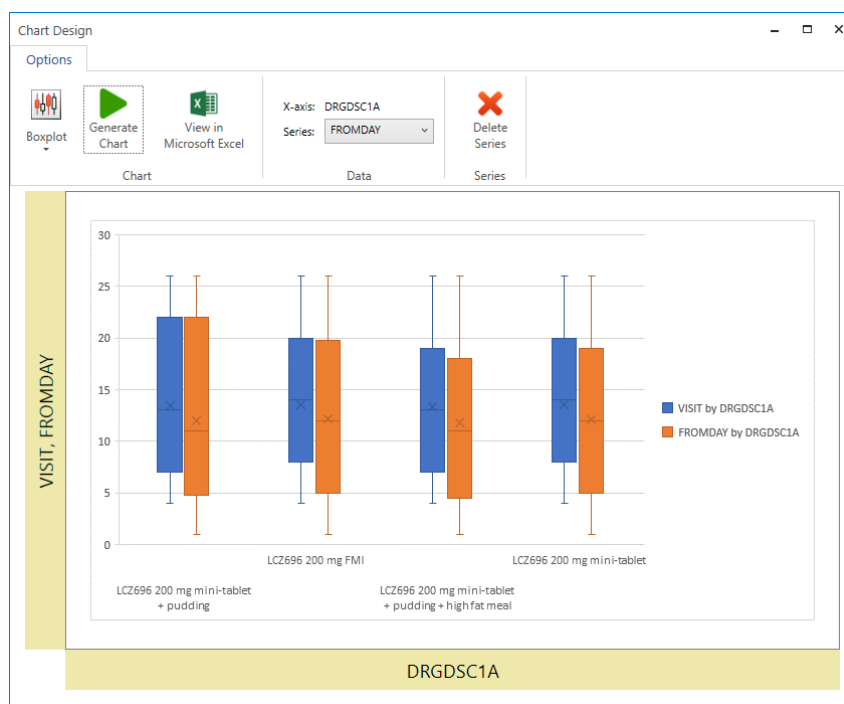 Chart Design
Options
Boxplot
Generate
Chart
View in
Microsoft Excel
Chart
X-axis: DRGDSC1A
Series: FROMDAY
Data
Delete
Series
Series
VISIT, FROMDAY
30
25
20
15
10
5
0
LCZ696 200 mg mini-tablet
+ pudding
LCZ696 200 mg FMI
LCZ696 200 mg mini-tablet
+ pudding + high fat meal
LCZ696 200 mg mini-tablet
VISIT by DRGDSC1A
FROMDAY by DRGDSC1A
DRGDSC1A